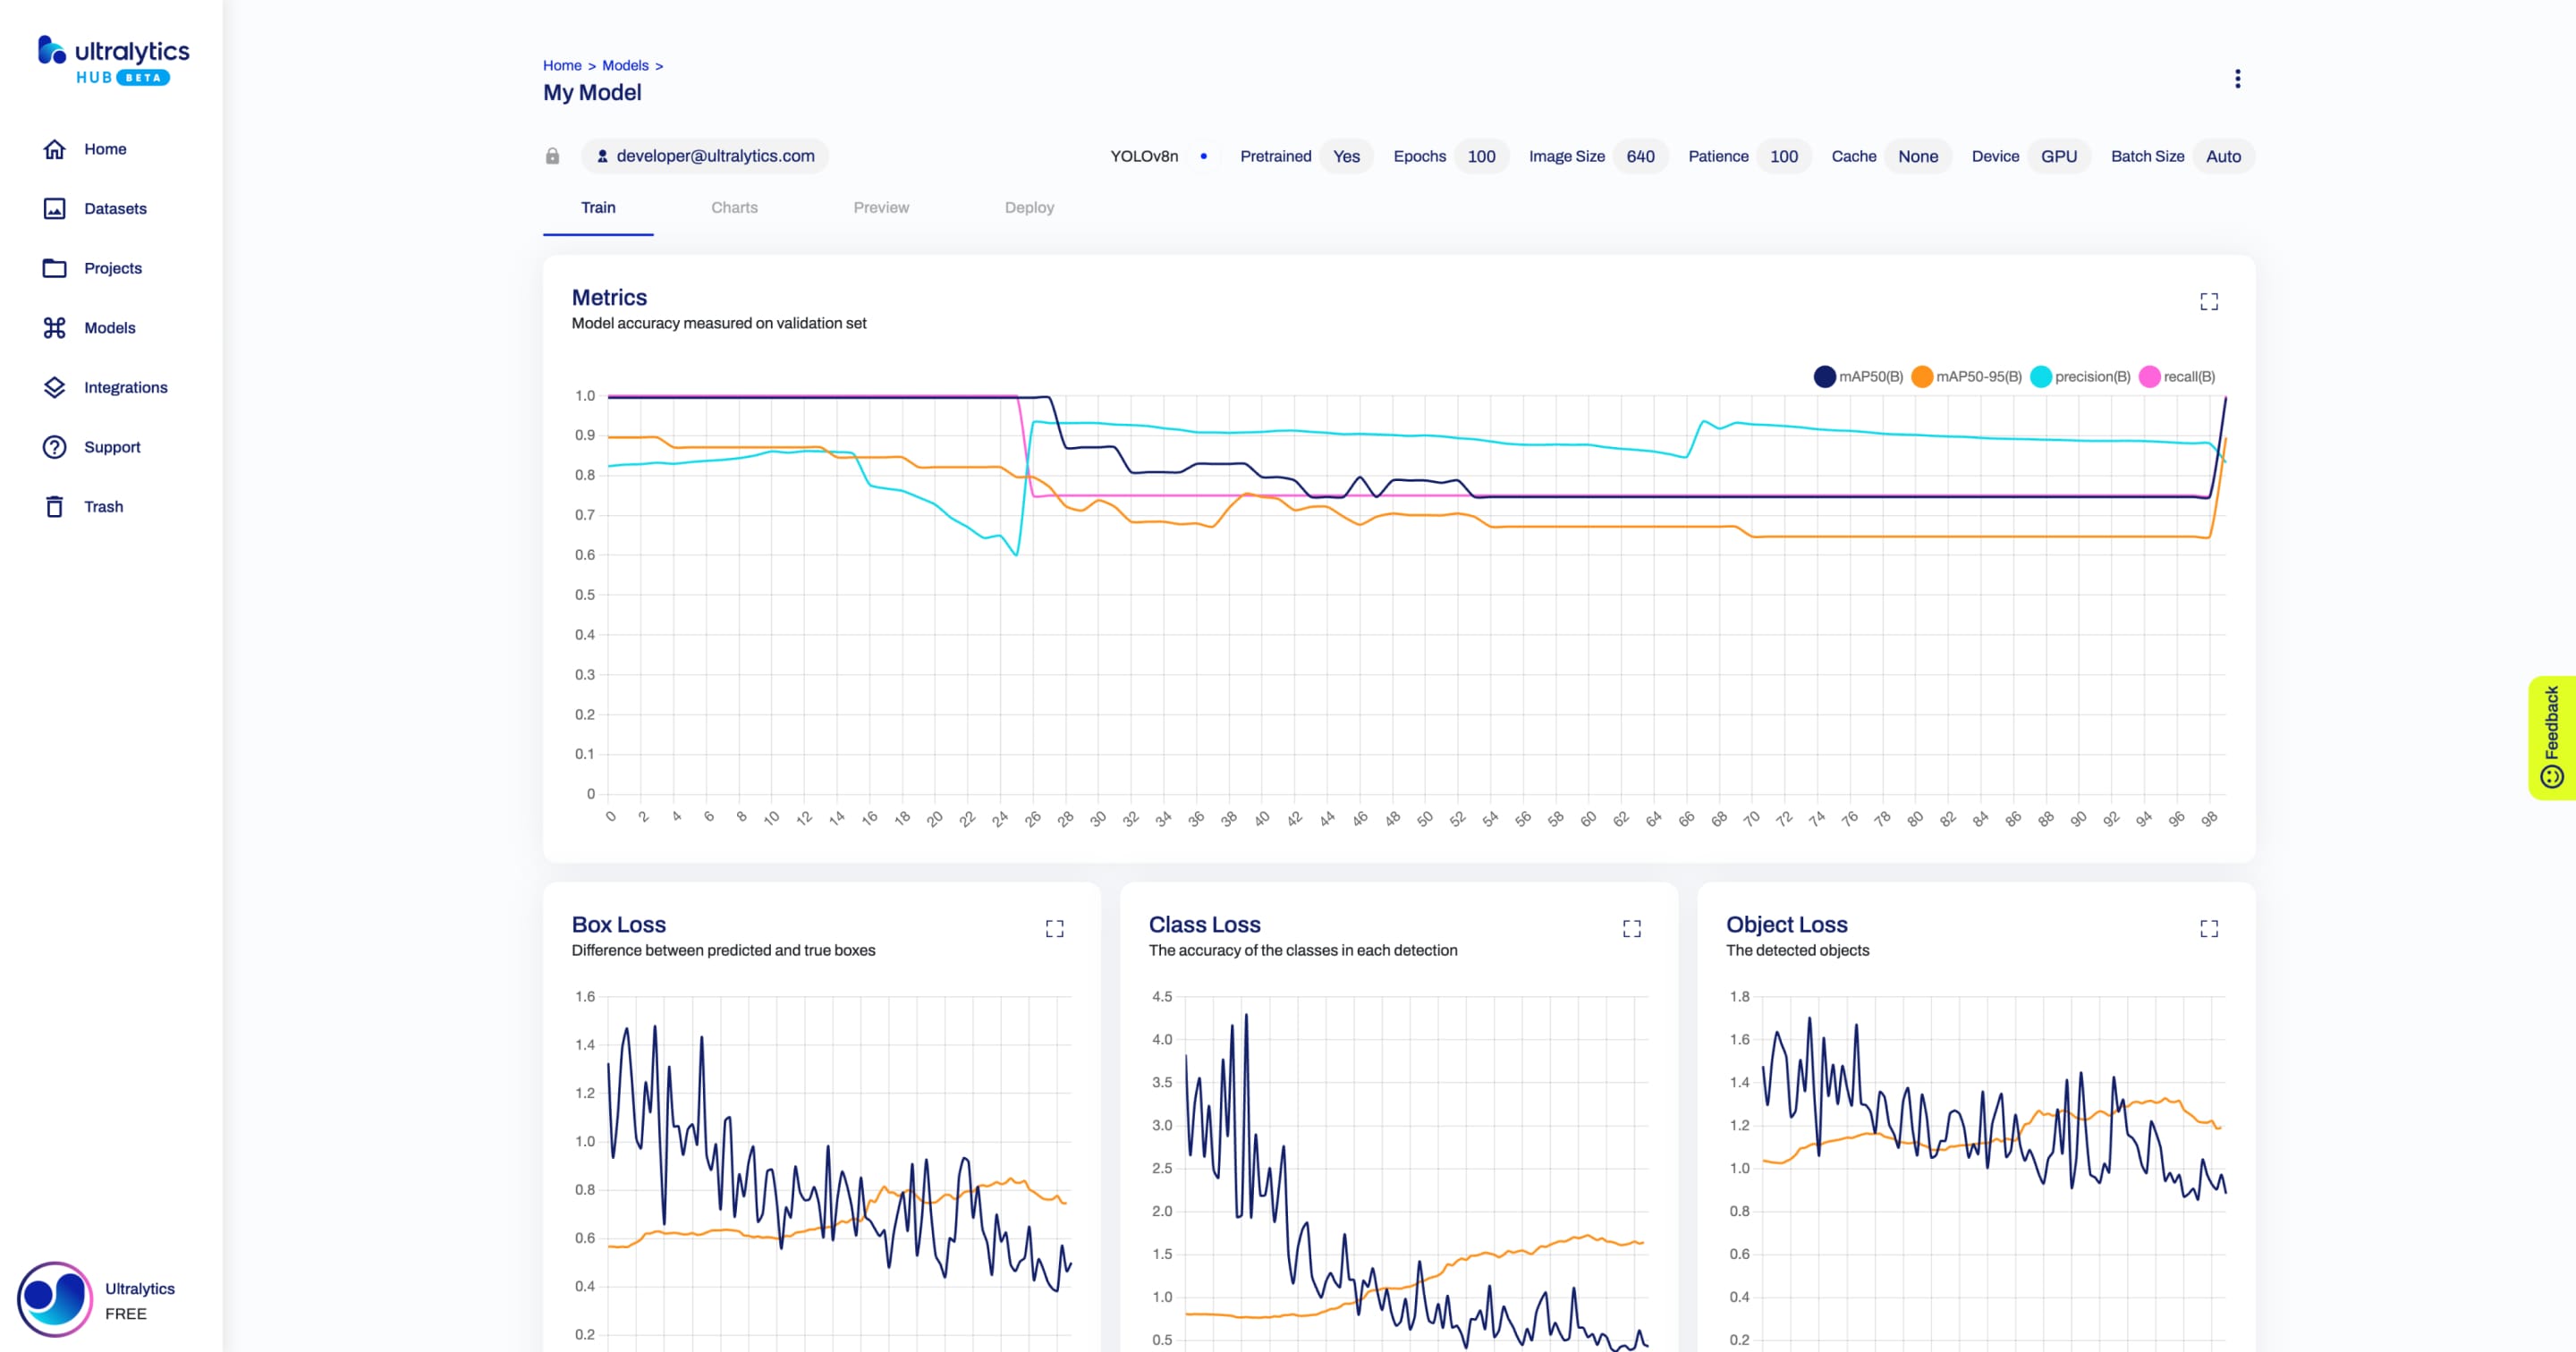 ultralytics
HUB BETA
Home
Datasets
Projects
Models
Integrations
Support
Trash
Ultralytics
FREE
Home > Models >
My Model
developer@ultralytics.com
YOLOv8n Pretrained Yes Epochs 100 Image Size 640 Patience 100 Cache None Device GPU Batch Size Auto
Train Charts Preview Deploy
Metrics
Model accuracy measured on validation set
mAP50(B) mAP50-95(B) precision(B) recall(B)
1.0
0.9
0.8
0.7
0.6
0.5
0.4
0.3
0.2
0.1
0
0 2 4 6 8 10 12 14 16 18 20 22 24 26 28 30 32 34 36 38 40 42 44 46 48 50 52 54 56 58 60 62 64 66 68 70 72 74 76 78 80 82 84 86 88 90 92 94 96 98
Box Loss
Difference between predicted and true boxes
1.6
1.4
1.2
1.0
0.8
0.6
0.4
0.2
Class Loss
The accuracy of the classes in each detection
4.5
4.0
3.5
3.0
2.5
2.0
1.5
1.0
0.5
Object Loss
The detected objects
1.8
1.6
1.4
1.2
1.0
0.8
0.6
0.4
0.2
Feedback